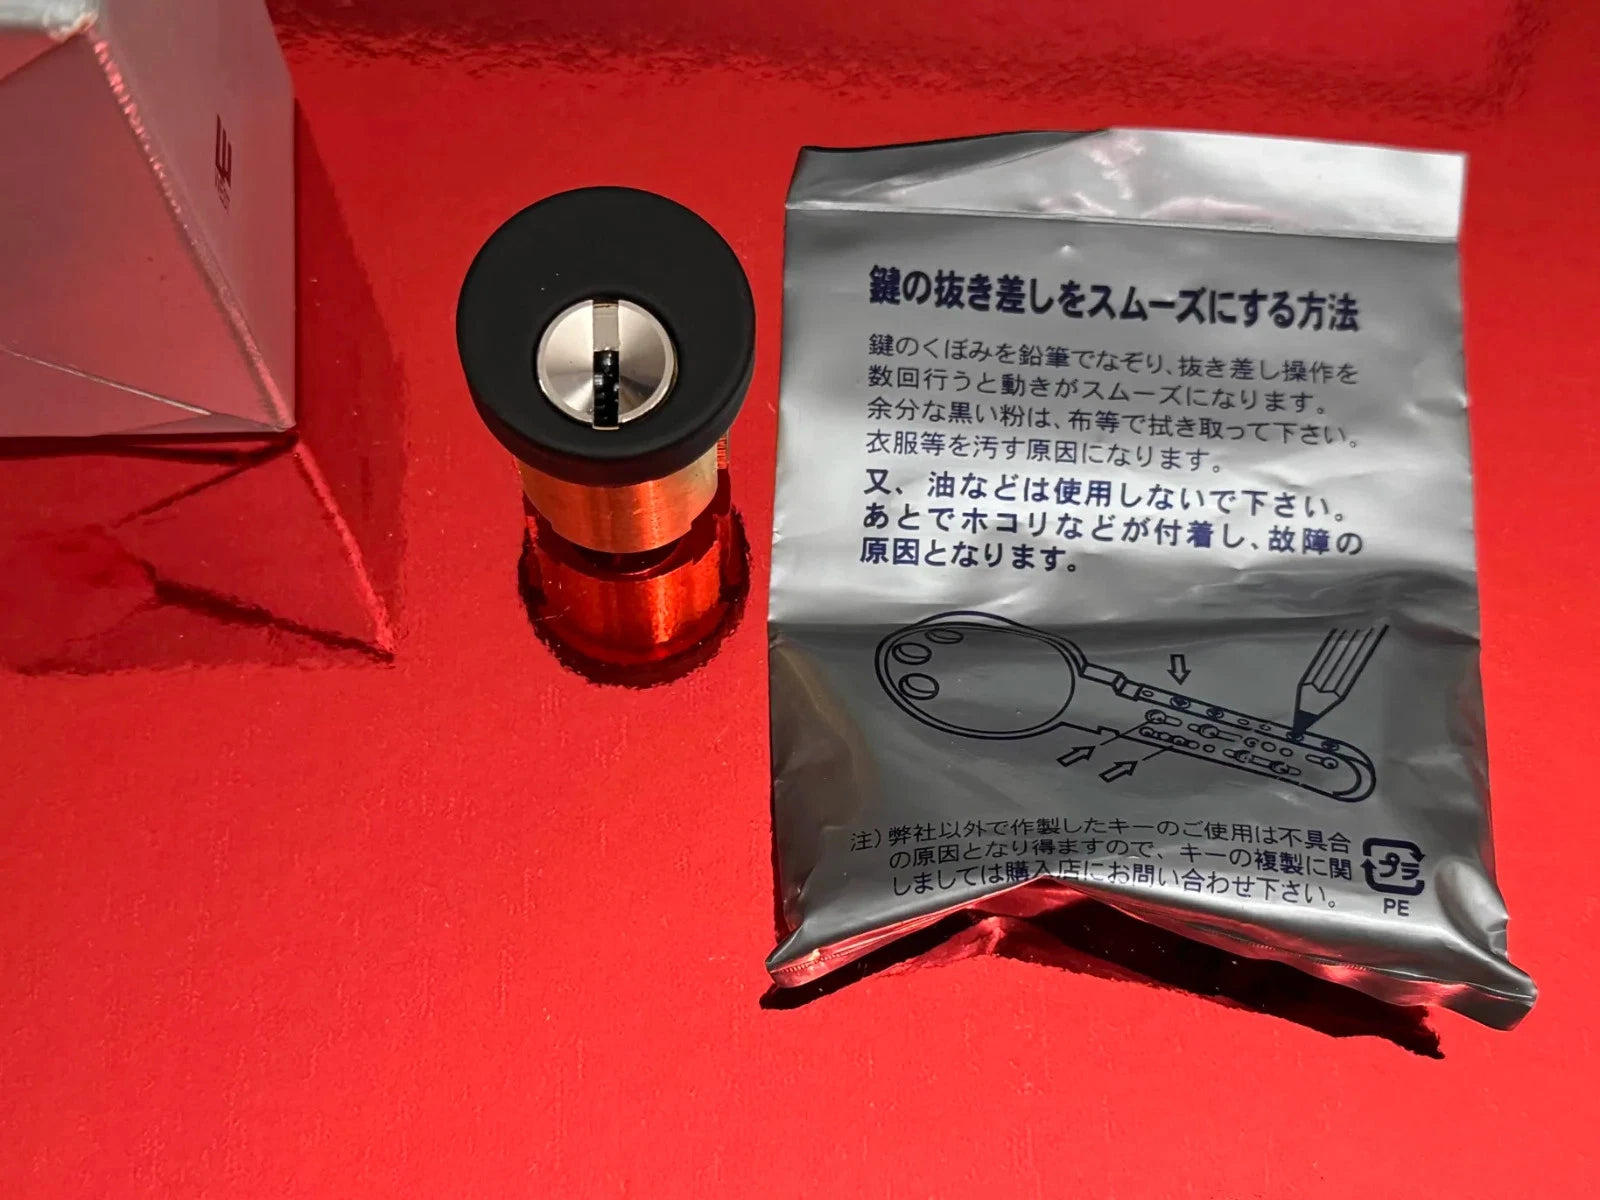 鍵の抜き差しをスムーズにする方法
鍵のくぼみを鉛筆でなぞり、抜き差し操作を
数回行うと動きがスムーズになります。
余分な黒い粉は、布等で拭き取って下さい。
衣服等を汚す原因になります。
又、油などは使用しないで下さい。
あとでホコリなどが付着し、故障の
原因となります。
注）弊社以外で作製したキーのご使用は不具合
の原因となり得ますので、キーの複製に関
しましては購入店にお問い合わせ下さい。
プラ
PE